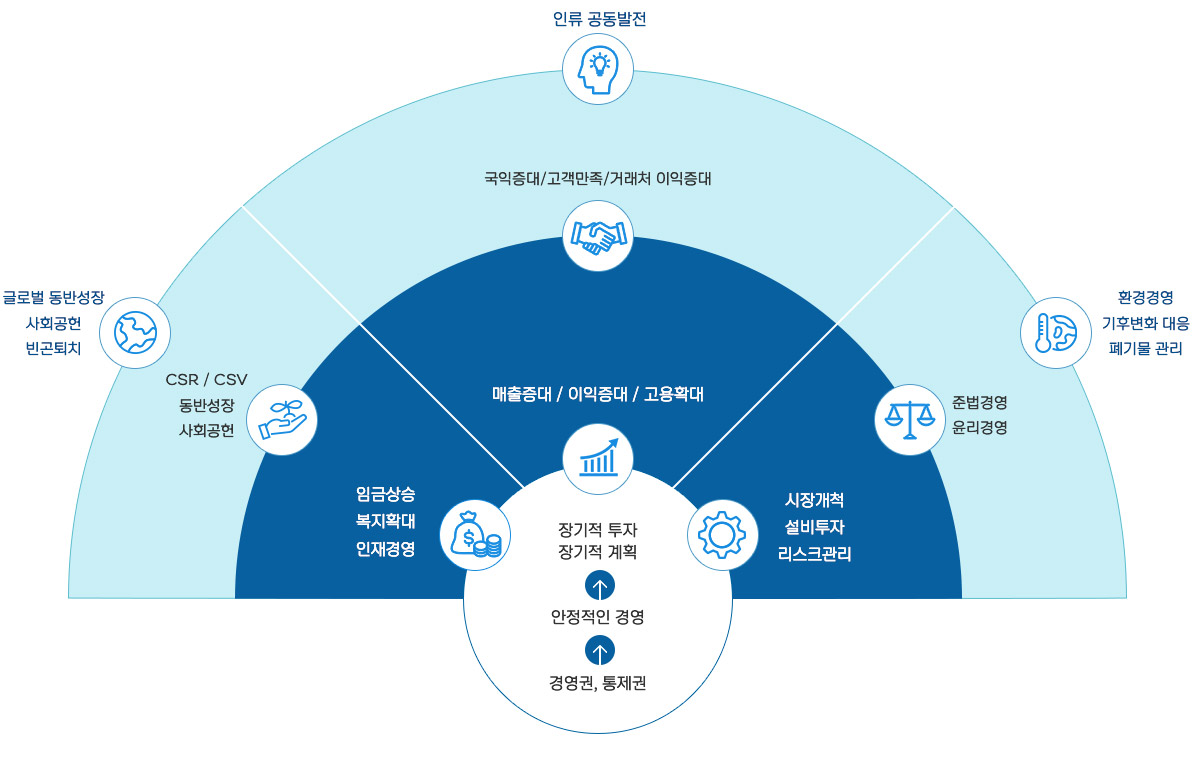 인류 공동발전
국익증대/고객만족/거래처 이익증대
글로벌 동반성장
사회공헌
빈곤퇴치
환경경영
기후변화 대응
폐기물 관리
CSR / CSV
동반성장
사회공헌
매출증대 / 이익증대 / 고용확대
준법경영
윤리경영
임금상승
복지확대
인재경영
$
시장개척
설비투자
리스크관리
장기적 투자
장기적 계획
안정적인 경영
경영권, 통제권